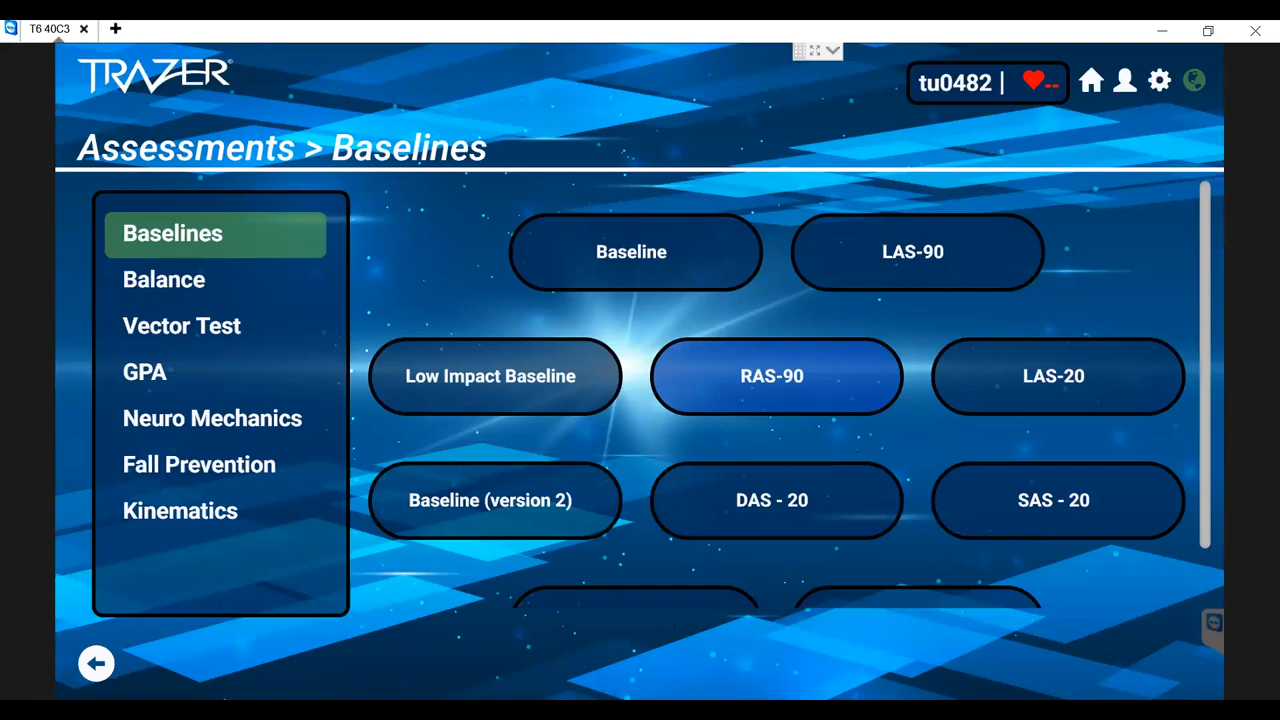 T6 40C3
TRAZER®
tu0482 | --
Assessments > Baselines
Baselines
Balance
Vector Test
GPA
Neuro Mechanics
Fall Prevention
Kinematics
Baseline
LAS-90
Low Impact Baseline
RAS-90
LAS-20
Baseline (version 2)
DAS - 20
SAS - 20